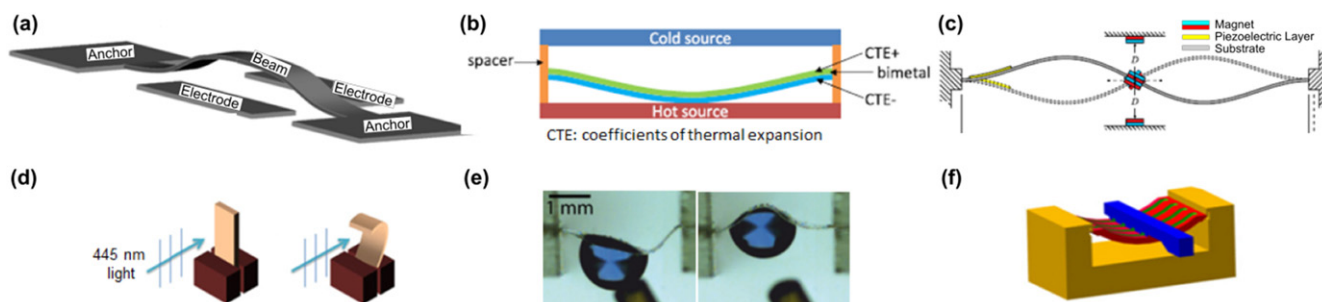 (a)
Anchor
Beam
Electrode
Electrode
Anchor
(b)
Cold source
spacer
CTE+
bimetal
CTE-
Hot source
CTE: coefficients of thermal expansion
(c)
Magnet
Piezoelectric Layer
Substrate
D
D
(d)
445 nm
light
(e)
1 mm
(f)